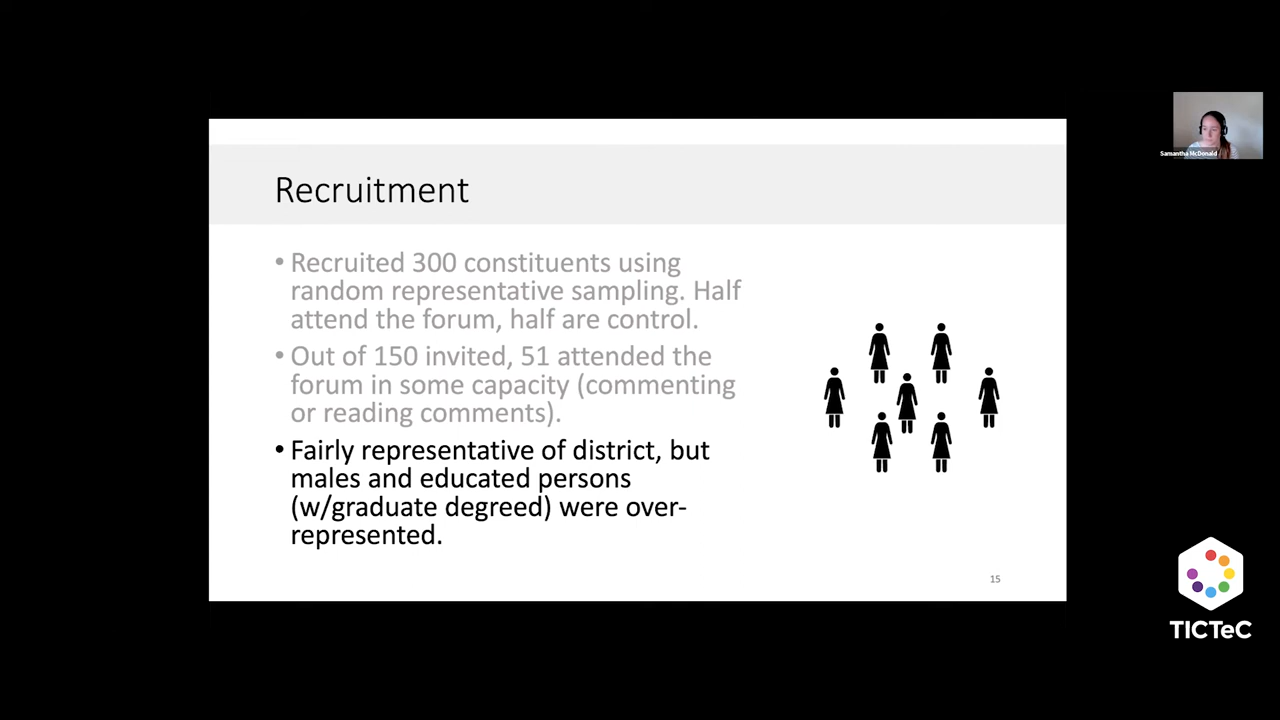 Recruitment
• Recruited 300 constituents using
random representative sampling. Half
attend the forum, half are control.
• Out of 150 invited, 51 attended the
forum in some capacity (commenting
or reading comments).
• Fairly representative of district, but
males and educated persons
(w/graduate degreed) were over-
represented.
15
Samantha McDonald
TICTeC